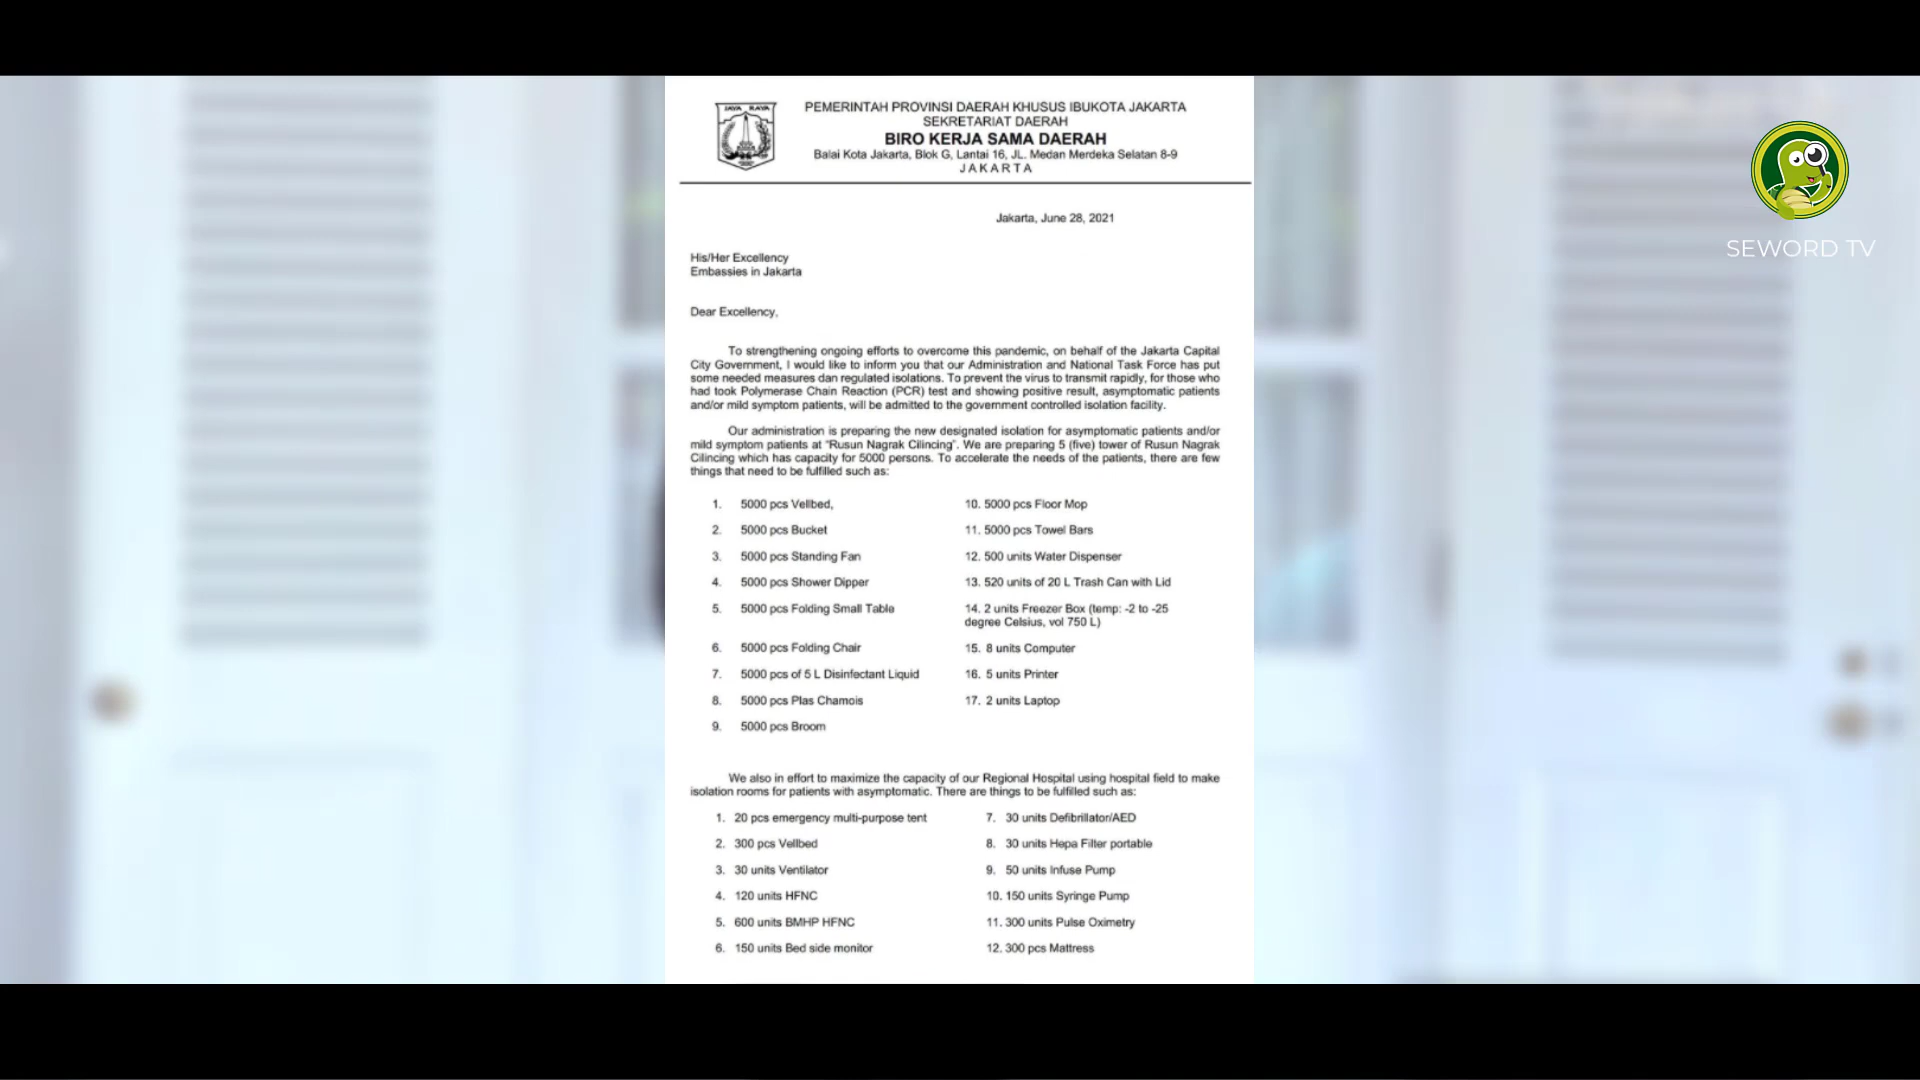 JAYA RAYA
PEMERINTAH PROVINSI DAERAH KHUSUS IBUKOTA JAKARTA
SEKRETARIAT DAERAH
BIRO KERJA SAMA DAERAH
Balai Kota Jakarta, Blok G, Lantai 16, JL. Medan Merdeka Selatan 8-9
JAKARTA
Jakarta, June 28, 2021
His/Her Excellency
Embassies in Jakarta
Dear Excellency,
To strengthening ongoing efforts to overcome this pandemic, on behalf of the Jakarta Capital
City Government, I would like to inform you that our Administration and National Task Force has put
some needed measures dan regulated isolations. To prevent the virus to transmit rapidly, for those who
had took Polymerase Chain Reaction (PCR) test and showing positive result, asymptomatic patients
and/or mild symptom patients, will be admitted to the government controlled isolation facility.
Our administration is preparing the new designated isolation for asymptomatic patients and/or
mild symptom patients at "Rusun Nagrak Cilincing". We are preparing 5 (five) tower of Rusun Nagrak
Cilincing which has capacity for 5000 persons. To accelerate the needs of the patients, there are few
things that need to be fulfilled such as:
1. 5000 pcs Vellbed,
2. 5000 pcs Bucket
3. 5000 pcs Standing Fan
4. 5000 pcs Shower Dipper
5. 5000 pcs Folding Small Table
6. 5000 pcs Folding Chair
7. 5000 pcs of 5 L Disinfectant Liquid
8. 5000 pcs Plas Chamois
9. 5000 pcs Broom
10. 5000 pcs Floor Mop
11. 5000 pcs Towel Bars
12. 500 units Water Dispenser
13. 520 units of 20 L Trash Can with Lid
14. 2 units Freezer Box (temp: -2 to -25
degree Celsius, vol 750 L)
15. 8 units Computer
16. 5 units Printer
17. 2 units Laptop
We also in effort to maximize the capacity of our Regional Hospital using hospital field to make
isolation rooms for patients with asymptomatic. There are things to be fulfilled such as:
1. 20 pcs emergency multi-purpose tent
2. 300 pcs Vellbed
3. 30 units Ventilator
4. 120 units HFNC
5. 600 units BMHP HFNC
6. 150 units Bed side monitor
7. 30 units Defibrillator/AED
8. 30 units Hepa Filter portable
9. 50 units Infuse Pump
10. 150 units Syringe Pump
11. 300 units Pulse Oximetry
12. 300 pcs Mattress
SEWORD TV